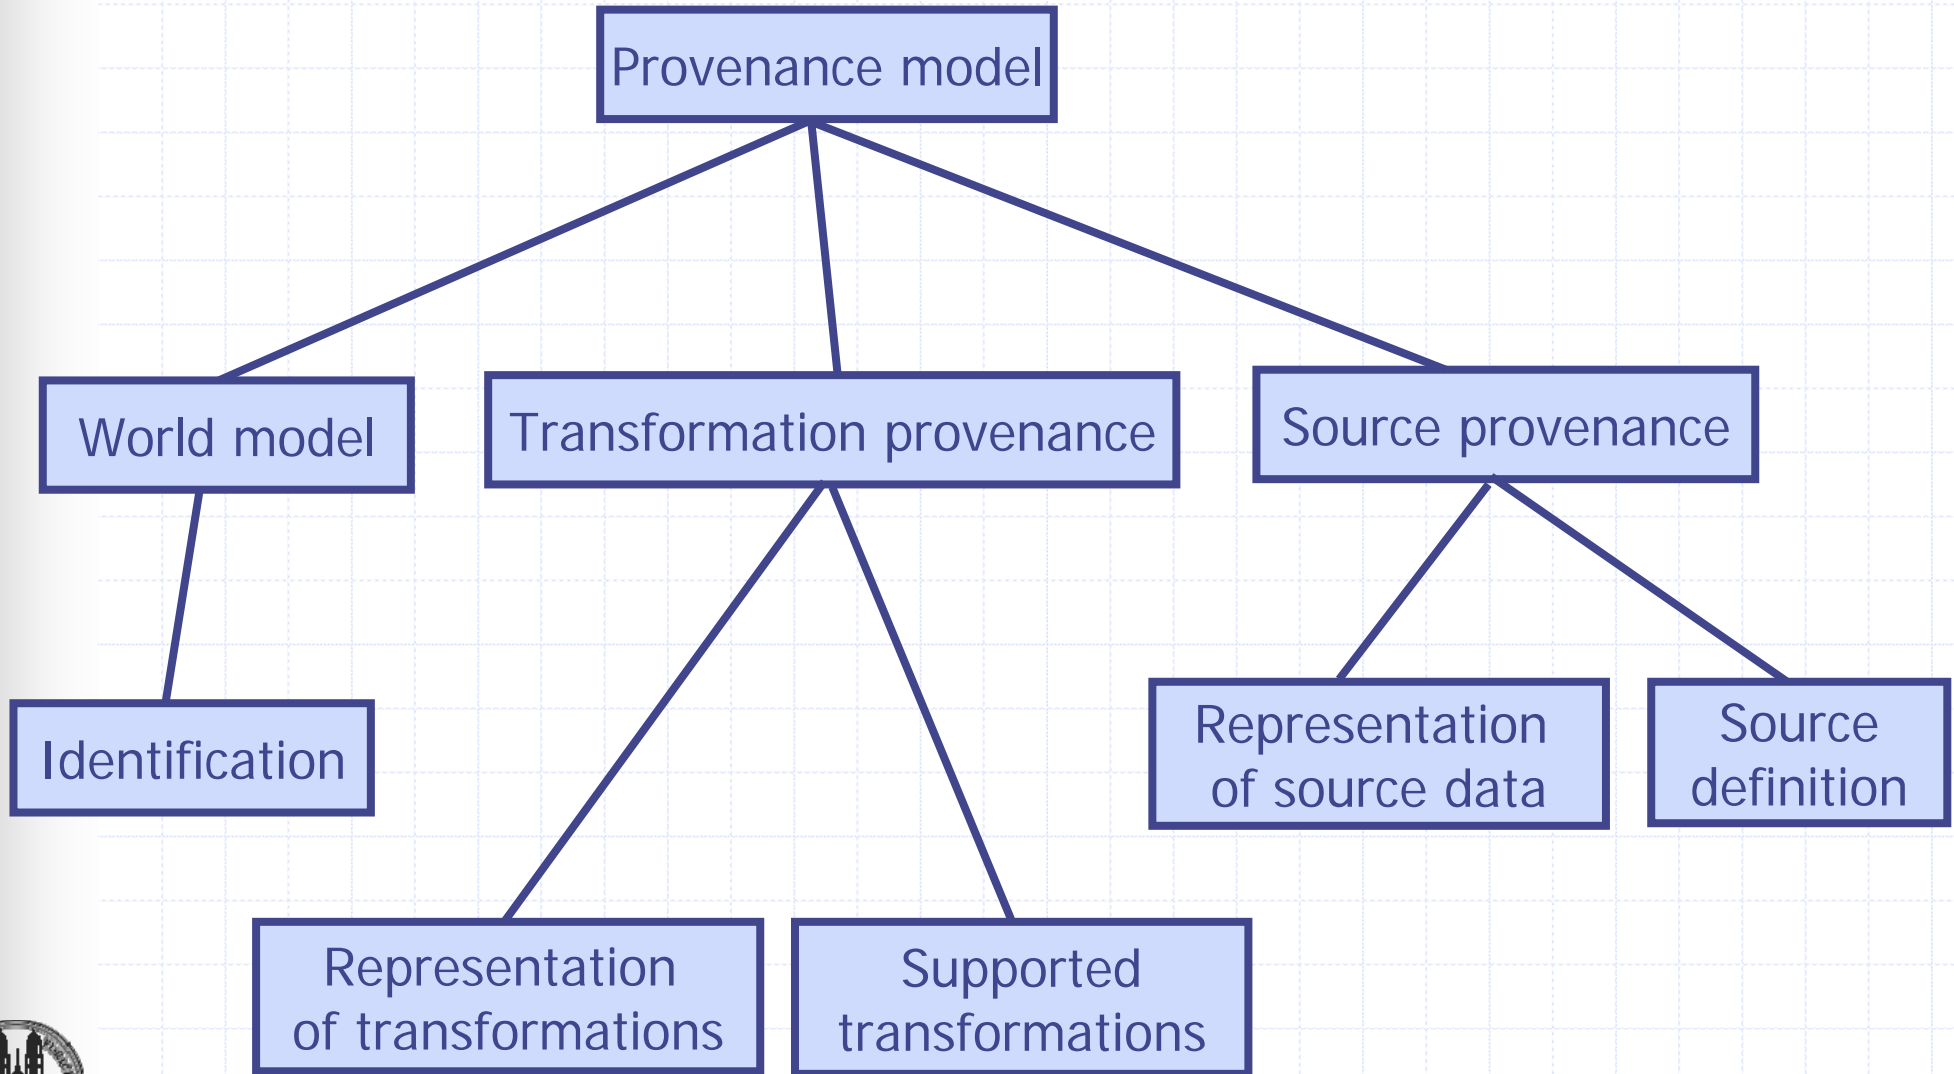 Provenance model
World model
Transformation provenance
Source provenance
Identification
Representation
of source data
Source
definition
Representation
of transformations
Supported
transformations